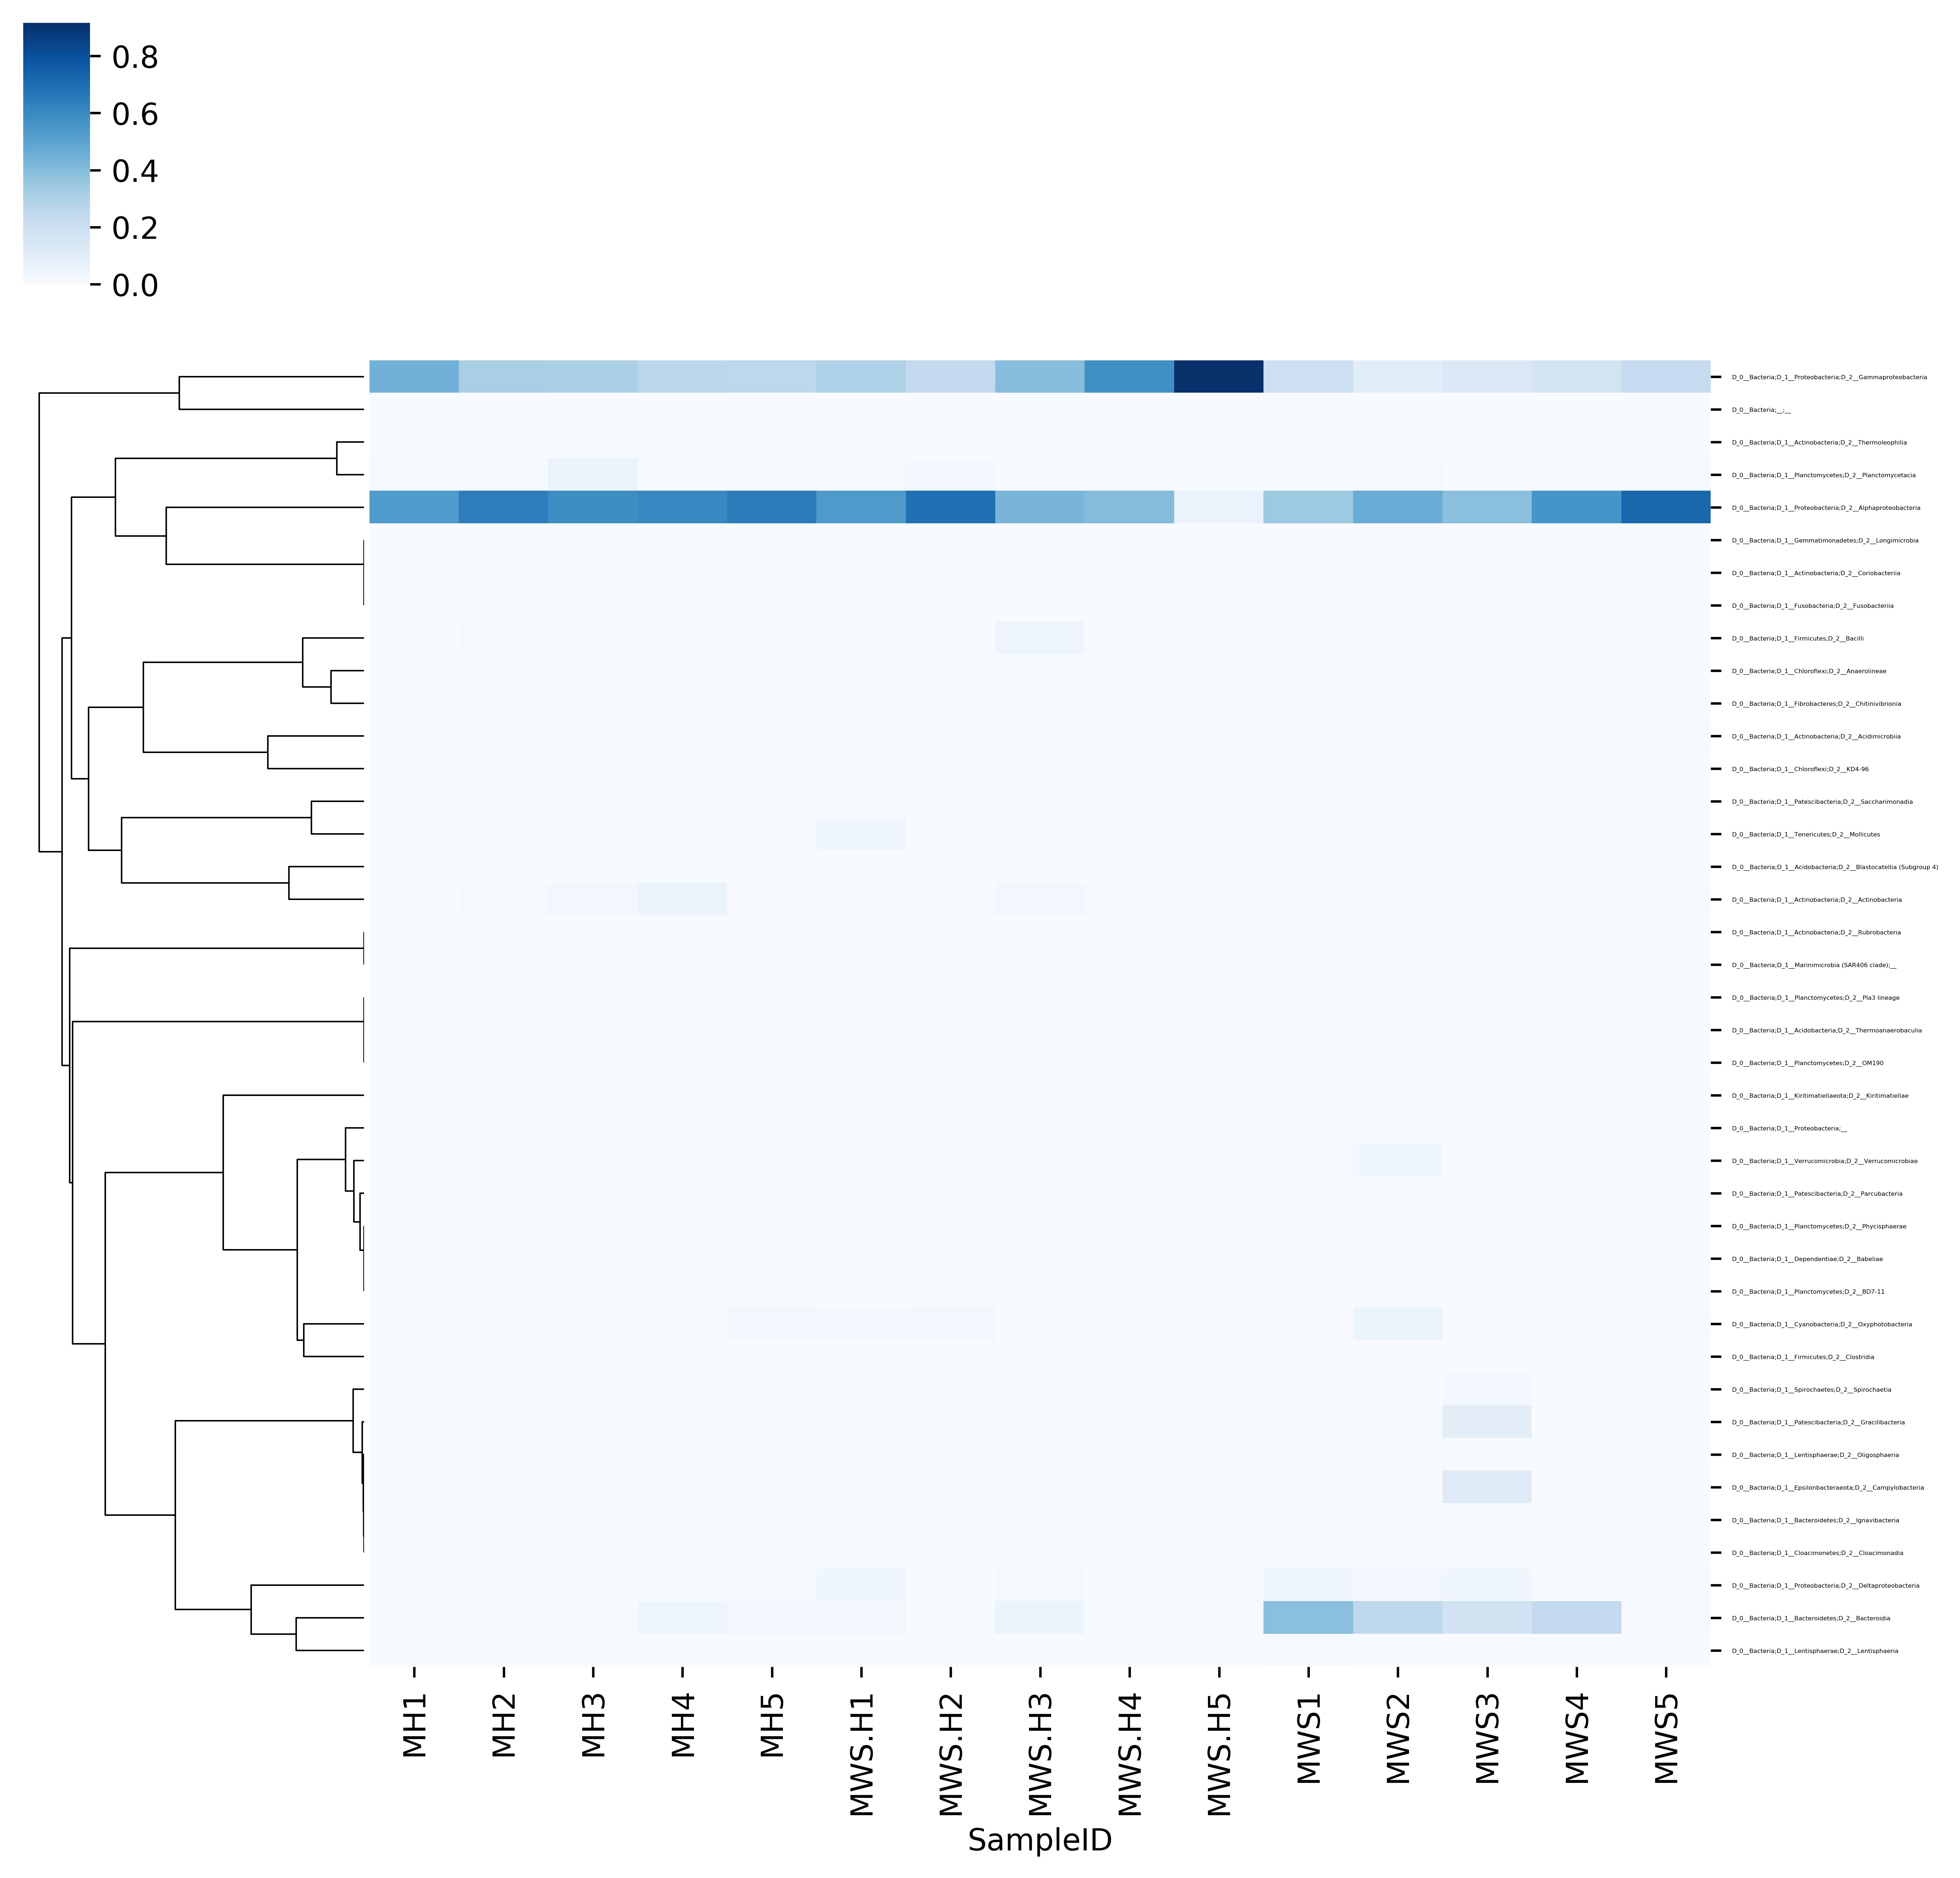 0.8
0.6
0.4
0.2
0.0
D_0__Bacteria;D_1__Proteobacteria;D_2__Gammaproteobacteria
D_0__Bacteria;__;__
D_0__Bacteria;D_1__Actinobacteria;D_2__Thermoleophilia
D_0__Bacteria;D_1__Planctomycetes;D_2__Planctomycetacia
D_0__Bacteria;D_1__Proteobacteria;D_2__Alphaproteobacteria
D_0__Bacteria;D_1__Gemmatimonadetes;D_2__Longimicrobia
D_0__Bacteria;D_1__Actinobacteria;D_2__Coriobacteriia
D_0__Bacteria;D_1__Fusobacteria;D_2__Fusobacteriia
D_0__Bacteria;D_1__Firmicutes;D_2__Bacilli
D_0__Bacteria;D_1__Chloroflexi;D_2__Anaerolineae
D_0__Bacteria;D_1__Fibrobacteres;D_2__Chitinivibrionia
D_0__Bacteria;D_1__Actinobacteria;D_2__Acidimicrobiia
D_0__Bacteria;D_1__Chloroflexi;D_2__KD4-96
D_0__Bacteria;D_1__Patescibacteria;D_2__Saccharimonadia
D_0__Bacteria;D_1__Tenericutes;D_2__Mollicutes
D_0__Bacteria;D_1__Acidobacteria;D_2__Blastocatellia (Subgroup 4)
D_0__Bacteria;D_1__Actinobacteria;D_2__Actinobacteria
D_0__Bacteria;D_1__Actinobacteria;D_2__Rubrobacteria
D_0__Bacteria;D_1__Marinimicrobia (SAR406 clade);__
D_0__Bacteria;D_1__Planctomycetes;D_2__Pla3 lineage
D_0__Bacteria;D_1__Acidobacteria;D_2__Thermoanaerobaculia
D_0__Bacteria;D_1__Planctomycetes;D_2__OM190
D_0__Bacteria;D_1__Kiritimatiellaeota;D_2__Kiritimatiellae
D_0__Bacteria;D_1__Proteobacteria;__
D_0__Bacteria;D_1__Verrucomicrobia;D_2__Verrucomicrobiae
D_0__Bacteria;D_1__Patescibacteria;D_2__Parcubacteria
D_0__Bacteria;D_1__Planctomycetes;D_2__Phycisphaerae
D_0__Bacteria;D_1__Dependentiae;D_2__Babeliae
D_0__Bacteria;D_1__Planctomycetes;D_2__BD7-11
D_0__Bacteria;D_1__Cyanobacteria;D_2__Oxyphotobacteria
D_0__Bacteria;D_1__Firmicutes;D_2__Clostridia
D_0__Bacteria;D_1__Spirochaetes;D_2__Spirochaetia
D_0__Bacteria;D_1__Patescibacteria;D_2__Gracilibacteria
D_0__Bacteria;D_1__Lentisphaerae;D_2__Oligosphaeria
D_0__Bacteria;D_1__Epsilonbacteraeota;D_2__Campylobacteria
D_0__Bacteria;D_1__Bacteroidetes;D_2__Ignavibacteria
D_0__Bacteria;D_1__Cloacimonetes;D_2__Cloacimonadia
D_0__Bacteria;D_1__Proteobacteria;D_2__Deltaproteobacteria
D_0__Bacteria;D_1__Bacteroidetes;D_2__Bacteroidia
D_0__Bacteria;D_1__Lentisphaerae;D_2__Lentisphaeria
MH1
MH2
MH3
MH4
MH5
MWS.H1
MWS.H2
MWS.H3
MWS.H4
MWS.H5
MWS1
MWS2
MWS3
MWS4
MWS5
SampleID